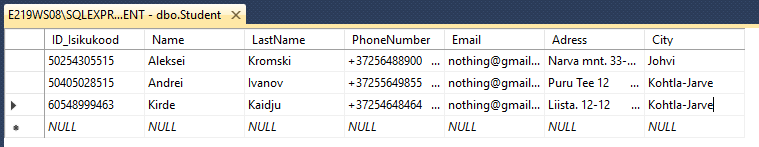 E219WS08\SQLEXPR...ENT - dbo.Student
ID_Isikukood Name LastName PhoneNumber Email Adress City
50254305515 Aleksei Kromski +37256488900 ... nothing@gmail... Narva mnt. 33-... Johvi
50405028515 Andrei Ivanov +37255649855 ... nothing@gmail... Puru Tee 12 ... Kohtla-Jarve
60548999463 Kirde Kaidju +37254648464 ... nothing@gmail... Liista. 12-12 ... Kohtla-Jarve
NULL NULL NULL NULL NULL NULL NULL